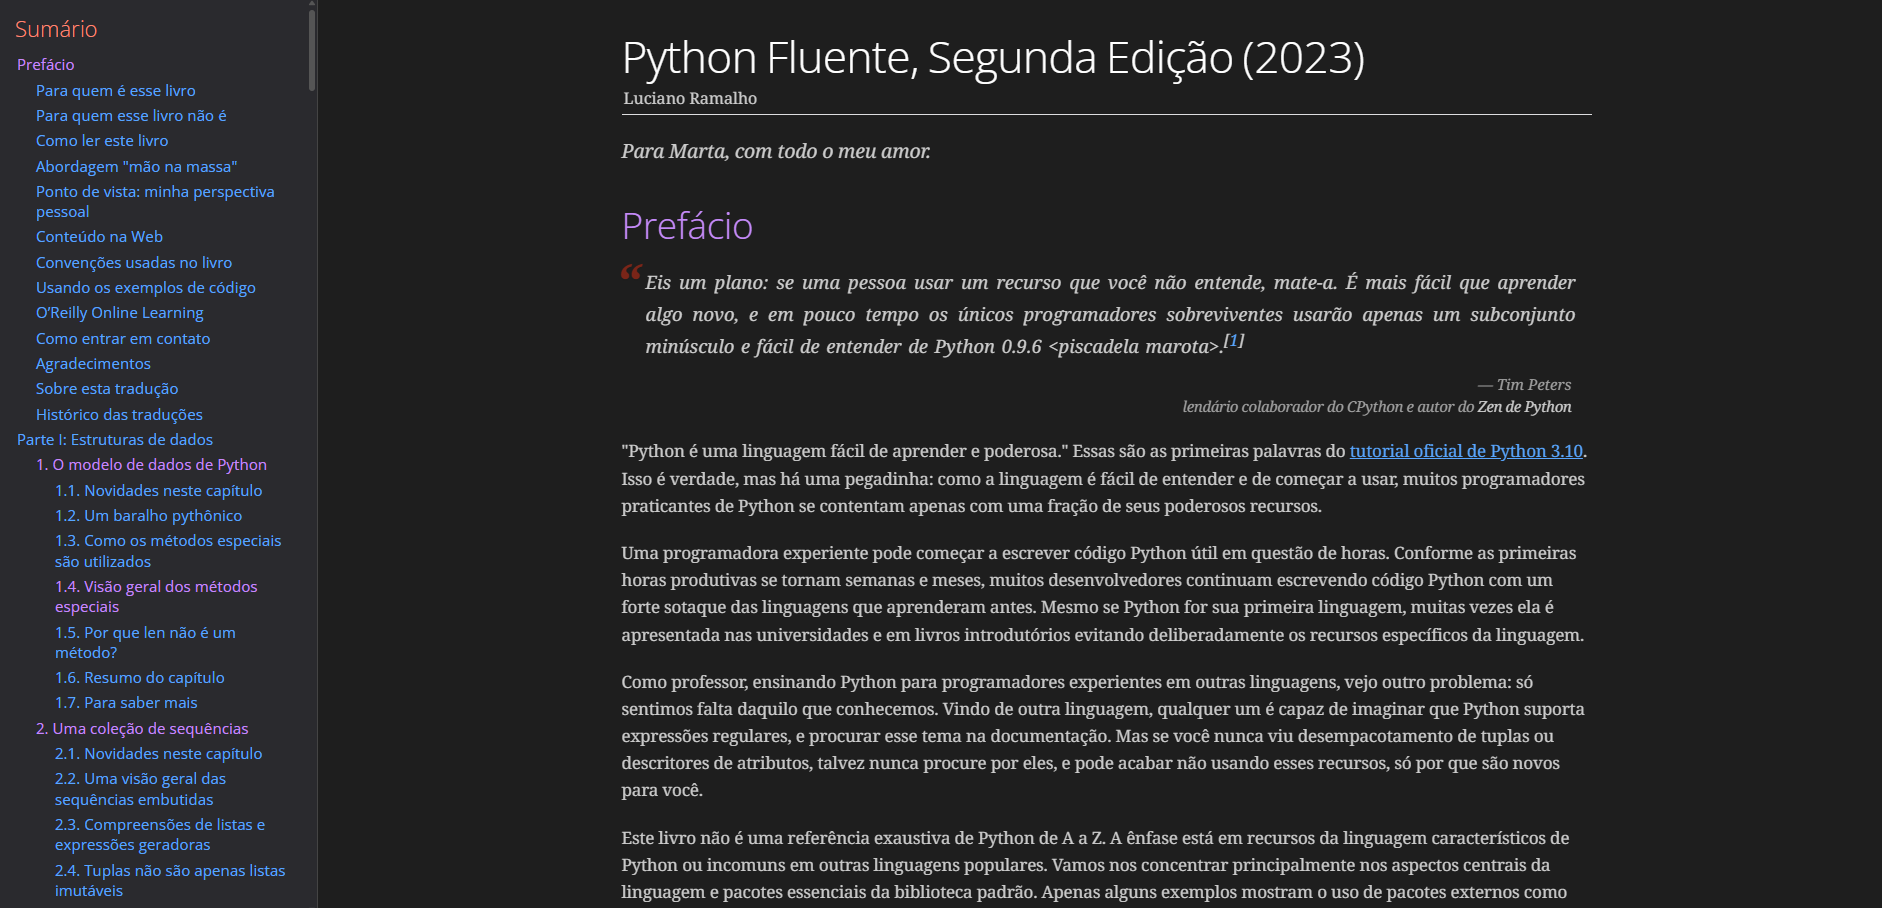 Sumário
Prefácio
Para quem é esse livro
Para quem esse livro não é
Como ler este livro
Abordagem "mão na massa"
Ponto de vista: minha perspectiva
pessoal
Conteúdo na Web
Convenções usadas no livro
Usando os exemplos de código
O’Reilly Online Learning
Como entrar em contato
Agradecimentos
Sobre esta tradução
Histórico das traduções
Parte I: Estruturas de dados
1. O modelo de dados de Python
1.1. Novidades neste capítulo
1.2. Um baralho pythônico
1.3. Como os métodos especiais
são utilizados
1.4. Visão geral dos métodos
especiais
1.5. Por que len não é um
método?
1.6. Resumo do capítulo
1.7. Para saber mais
2. Uma coleção de sequências
2.1. Novidades neste capítulo
2.2. Uma visão geral das
sequências embutidas
2.3. Compreensões de listas e
expressões geradoras
2.4. Tuplas não são apenas listas
imutáveis
Python Fluente, Segunda Edição (2023)
Luciano Ramalho
Para Marta, com todo o meu amor.
Prefácio
“ Eis um plano: se uma pessoa usar um recurso que você não entende, mate-a. É mais fácil que aprender
algo novo, e em pouco tempo os únicos programadores sobreviventes usarão apenas um subconjunto
minúsculo e fácil de entender de Python 0.9.6 <piscadela marota>.[1]
— Tim Peters
lendário colaborador do CPython e autor do Zen de Python
"Python é uma linguagem fácil de aprender e poderosa." Essas são as primeiras palavras do tutorial oficial de Python 3.10.
Isso é verdade, mas há uma pegadinha: como a linguagem é fácil de entender e de começar a usar, muitos programadores
praticantes de Python se contentam apenas com uma fração de seus poderosos recursos.
Uma programadora experiente pode começar a escrever código Python útil em questão de horas. Conforme as primeiras
horas produtivas se tornam semanas e meses, muitos desenvolvedores continuam escrevendo código Python com um
forte sotaque das linguagens que aprenderam antes. Mesmo se Python for sua primeira linguagem, muitas vezes ela é
apresentada nas universidades e em livros introdutórios evitando deliberadamente os recursos específicos da linguagem.
Como professor, ensinando Python para programadores experientes em outras linguagens, vejo outro problema: só
sentimos falta daquilo que conhecemos. Vindo de outra linguagem, qualquer um é capaz de imaginar que Python suporta
expressões regulares, e procurar esse tema na documentação. Mas se você nunca viu desempacotamento de tuplas ou
descritores de atributos, talvez nunca procure por eles, e pode acabar não usando esses recursos, só por que são novos
para você.
Este livro não é uma referência exaustiva de Python de A a Z. A ênfase está em recursos da linguagem característicos de
Python ou incomuns em outras linguagens populares. Vamos nos concentrar principalmente nos aspectos centrais da
linguagem e pacotes essenciais da biblioteca padrão. Apenas alguns exemplos mostram o uso de pacotes externos como